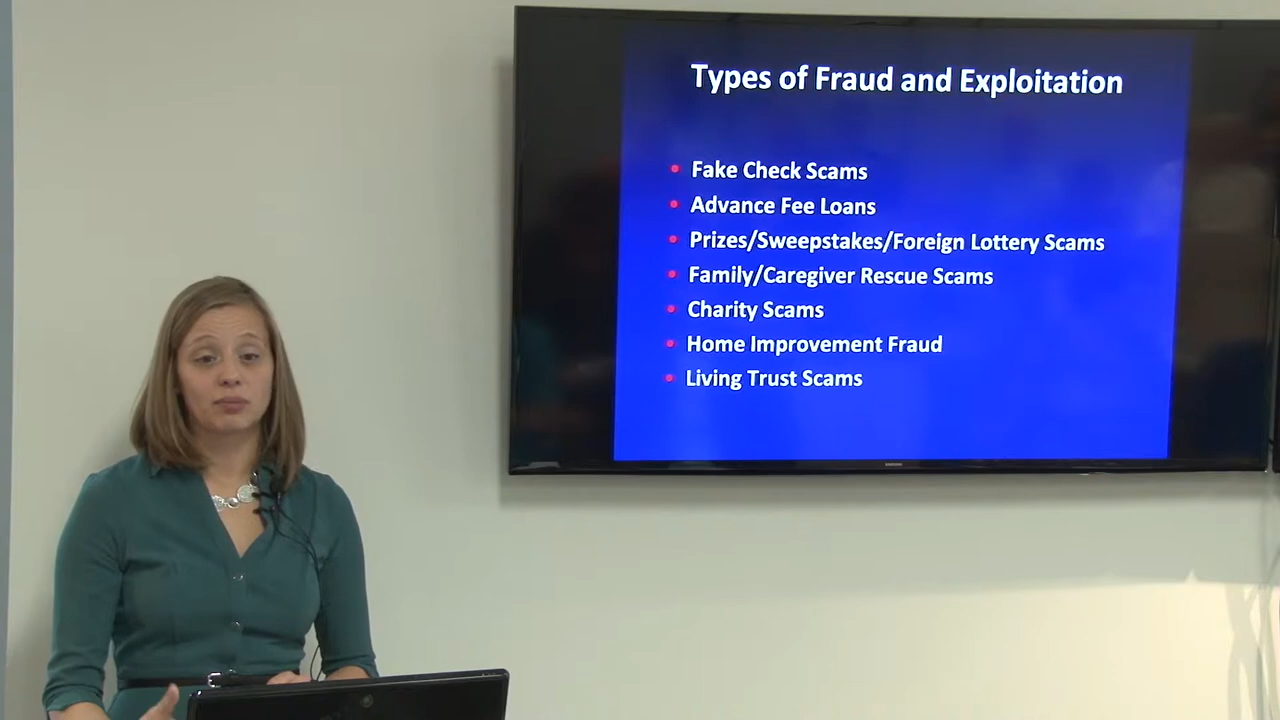 Types of Fraud and Exploitation
Fake Check Scams
Advance Fee Loans
Prizes/Sweepstakes/Foreign Lottery Scams
Family/Caregiver Rescue Scams
Charity Scams
Home Improvement Fraud
Living Trust Scams